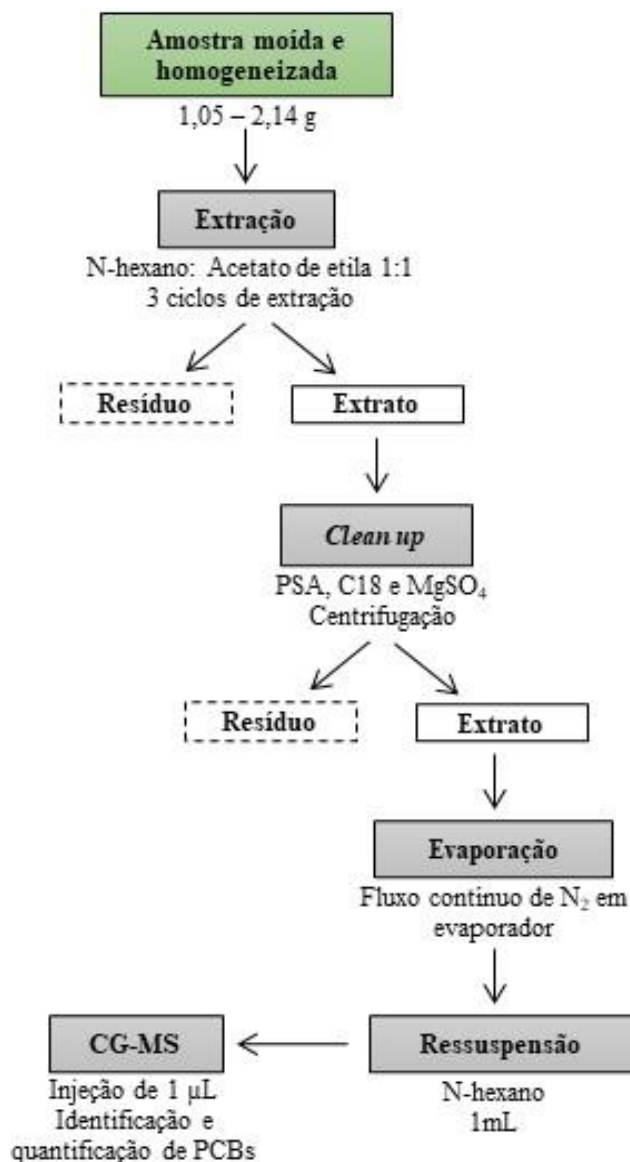 Amostra moída e
homogeneizada
1,05 – 2,14 g
Extração
N-hexano: Acetato de etila 1:1
3 ciclos de extração
Resíduo
Extrato
Clean up
PSA, C18 e MgSO₄
Centrifugação
Resíduo
Extrato
Evaporação
Fluxo contínuo de N₂ em
evaporador
CG-MS
Ressuspensão
Injeção de 1 µL
Identificação e
quantificação de PCBs
N-hexano
1mL